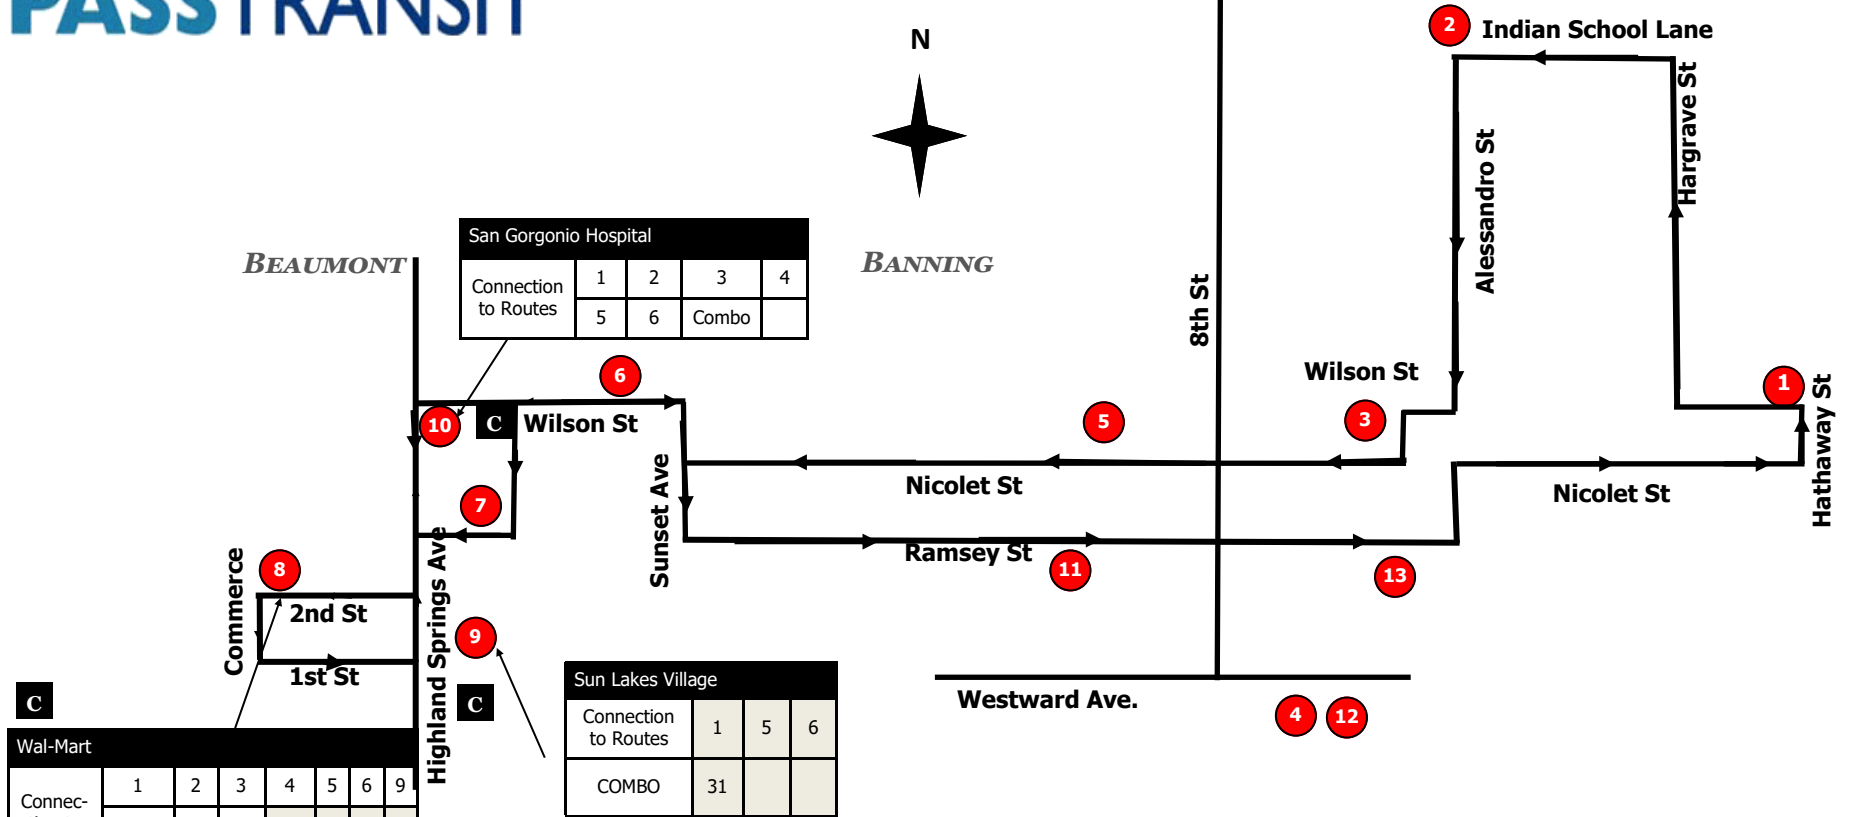 PASS TRANSIT
N
2 Indian School Lane
Hargrave St
Alessandro St
BEAUMONT
BANNING
San Gorgonio Hospital
Connection to Routes 1 2 3 4
5 6 Combo
8th St
Wilson St
6
10
C
Wilson St
5
3
1
Hathaway St
Nicolet St
Nicolet St
7
Sunset Ave
Ramsey St
11
13
8
Commerce
2nd St
1st St
Highland Springs Ave
9
C
C
Sun Lakes Village
Connection to Routes 1 5 6
COMBO 31
Westward Ave.
4 12
Wal-Mart
Connec- 1 2 3 4 5 6 9